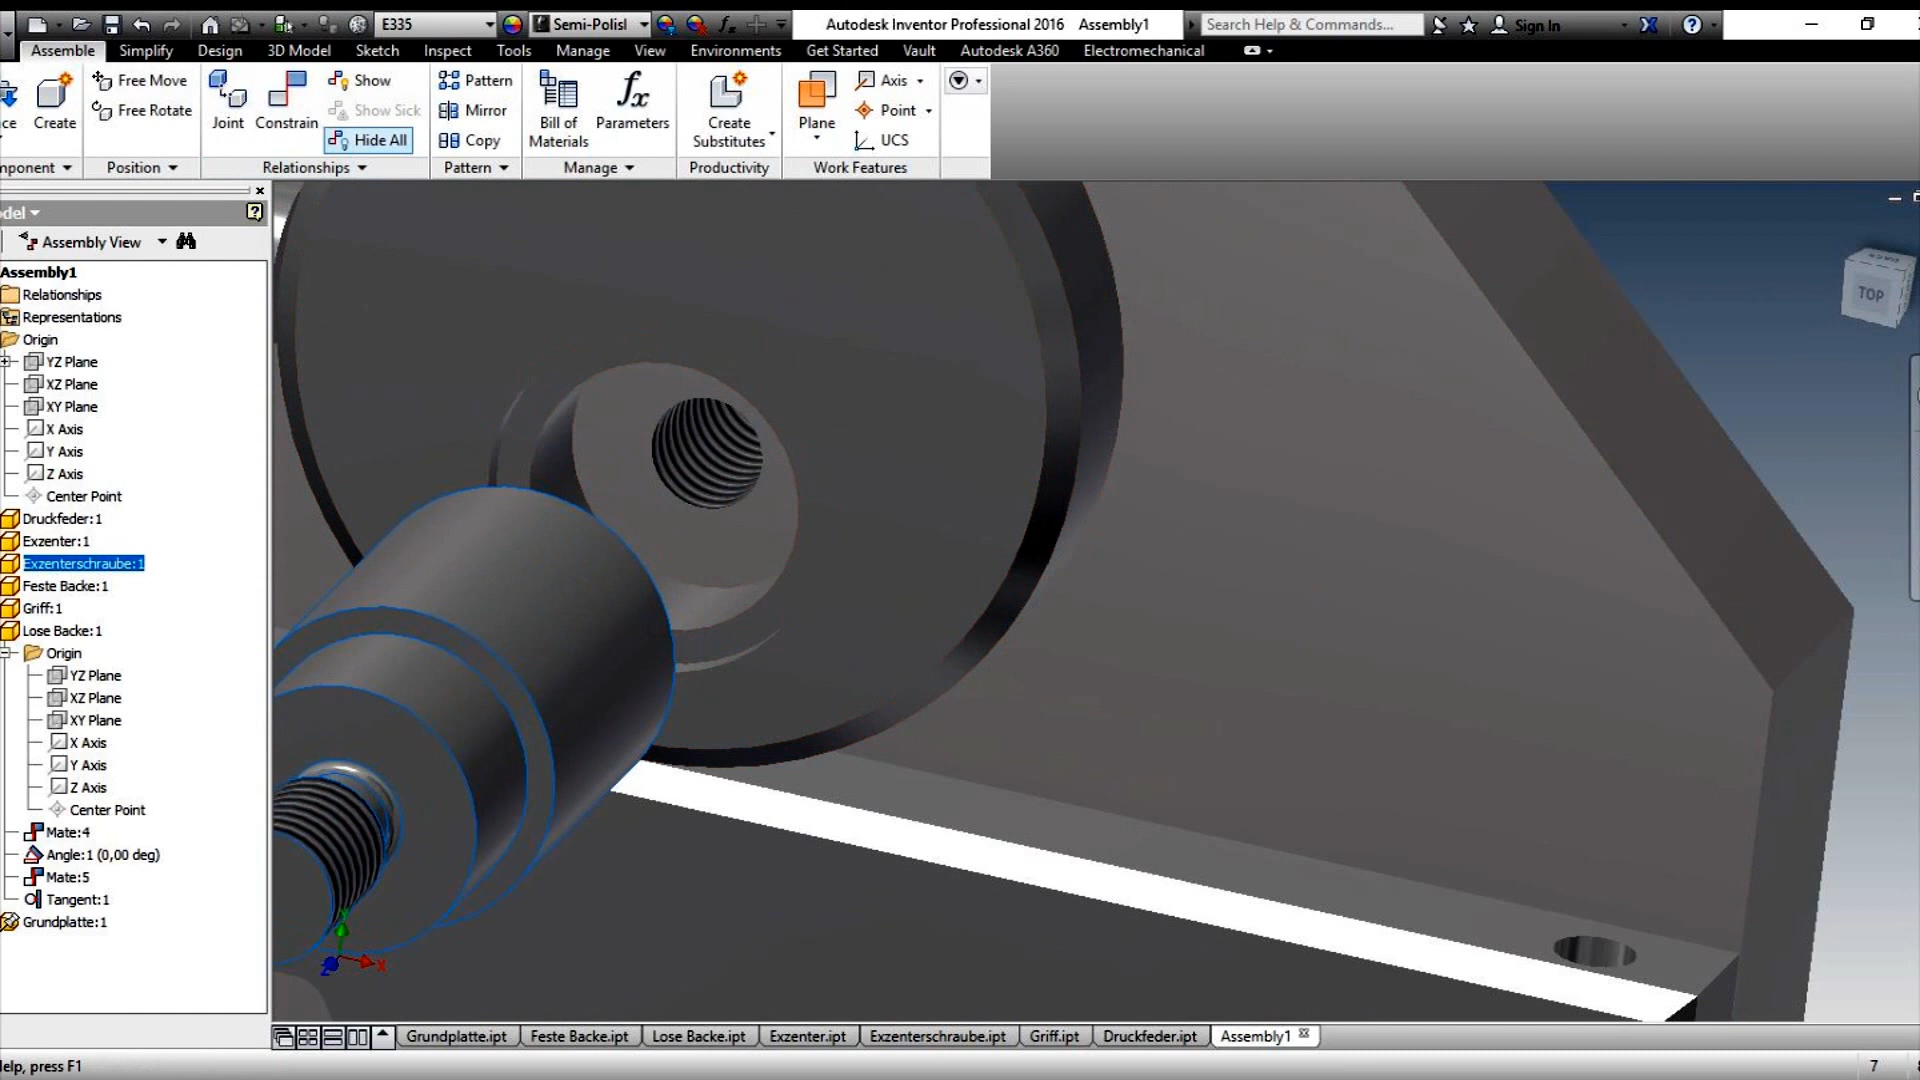 E335 Semi-Polisl Autodesk Inventor Professional 2016 Assembly1 Search Help & Commands... Sign In
Assemble Simplify Design 3D Model Sketch Inspect Tools Manage View Environments Get Started Vault Autodesk A360 Electromechanical
Free Move Show Pattern Axis
Free Rotate Show Sick Mirror Point
ce Create Joint Constrain Bill of Materials Parameters Create Substitutes Plane
Hide All Copy UCS
mponent Position Relationships Pattern Manage Productivity Work Features
del
Assembly View
Assembly1
Relationships
Representations
Origin
YZ Plane
XZ Plane
XY Plane
X Axis
Y Axis
Z Axis
Center Point
Druckfeder:1
Exzenter:1
Exzenterschraube:1
Feste Backe:1
Griff:1
Lose Backe:1
Origin
YZ Plane
XZ Plane
XY Plane
X Axis
Y Axis
Z Axis
Center Point
Mate:4
Angle:1 (0,00 deg)
Mate:5
Tangent:1
Grundplatte:1
TOP
Y
X
Z
Grundplatte.ipt Feste Backe.ipt Lose Backe.ipt Exzenter.ipt Exzenterschraube.ipt Griff.ipt Druckfeder.ipt Assembly1
elp, press F1
7